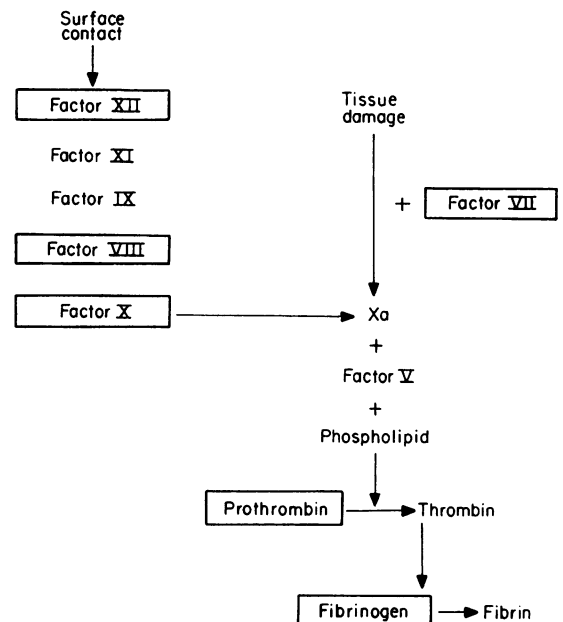 Surface
contact
Factor XII
Factor XI
Factor IX
Factor VIII
Factor X
Tissue
damage
+ Factor VII
Xa
+
Factor V
+
Phospholipid
Prothrombin
Thrombin
Fibrinogen
Fibrin